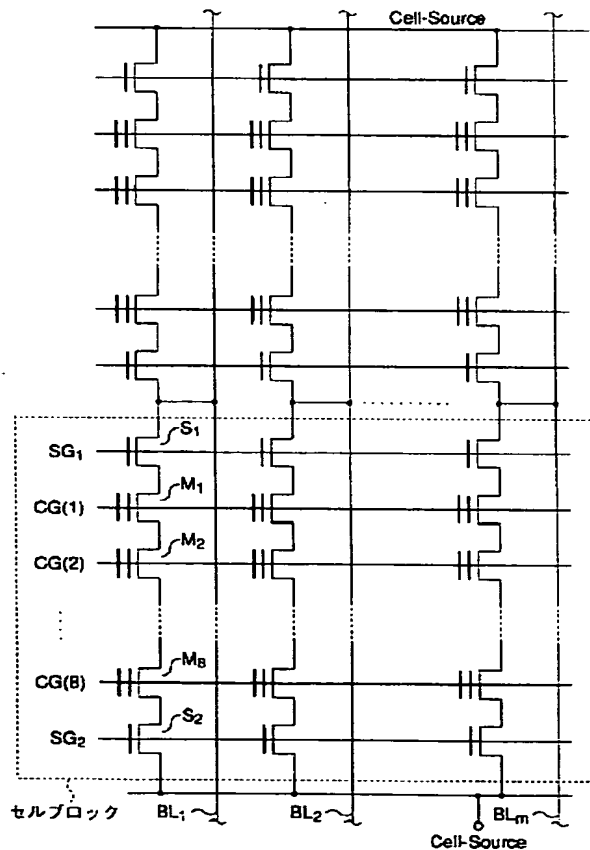 Cell-Source
SG₁
S₁
CG(1)
M₁
CG(2)
M₂
CG(8)
M₈
SG₂
S₂
セルブロック
BL₁
BL₂
BLₘ
Cell-Source